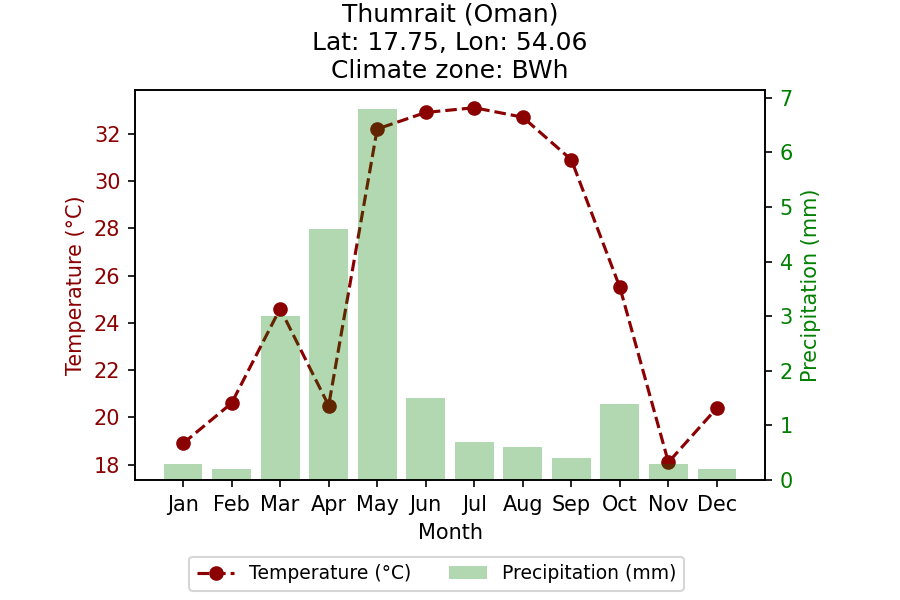 Thumrait (Oman)
Lat: 17.75, Lon: 54.06
Climate zone: BWh
Temperature (°C)
32
30
28
26
24
22
20
18
7
6
5
4
3
2
1
0
Precipitation (mm)
Jan Feb Mar Apr May Jun Jul Aug Sep Oct Nov Dec
Month
Temperature (°C) Precipitation (mm)